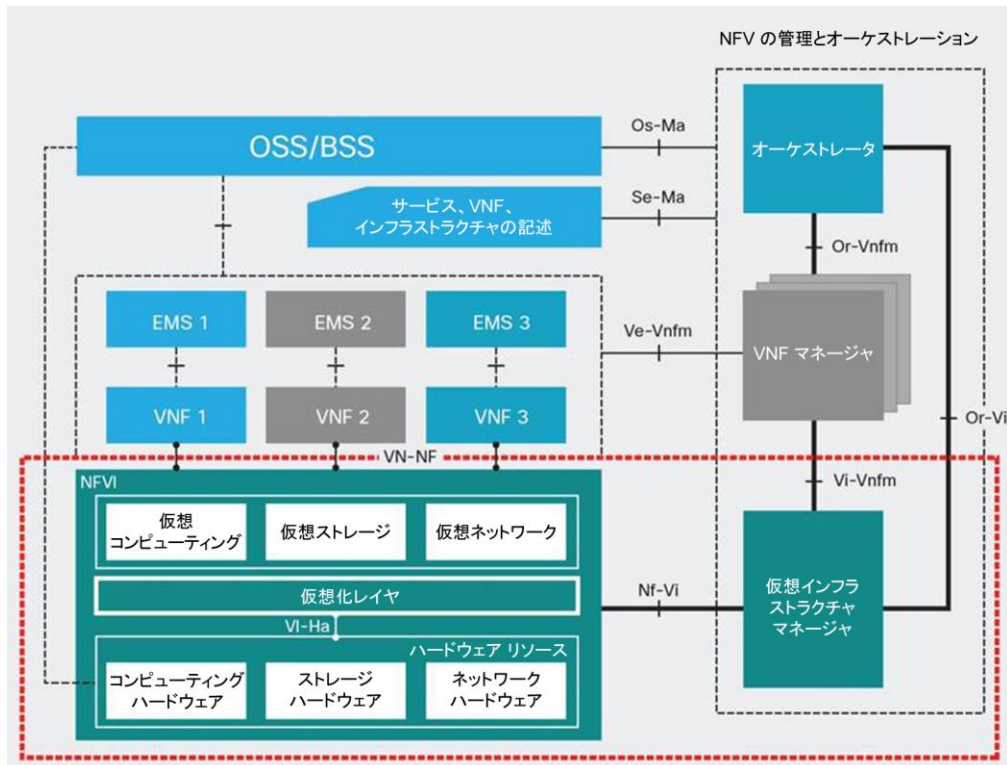 NFV の管理とオーケストレーション
OSS/BSS
Os-Ma
オーケストレータ
サービス、VNF、
インフラストラクチャの記述
Se-Ma
Or-Vnfm
EMS 1
EMS 2
EMS 3
Ve-Vnfm
VNF マネージャ
VNF 1
VNF 2
VNF 3
Or-Vi
VN-NF
NFVI
Vi-Vnfm
仮想
コンピューティング
仮想ストレージ
仮想ネットワーク
仮想化レイヤ
Nf-Vi
仮想インフラ
ストラクチャ
マネージャ
VI-Ha
ハードウェア リソース
コンピューティング
ハードウェア
ストレージ
ハードウェア
ネットワーク
ハードウェア